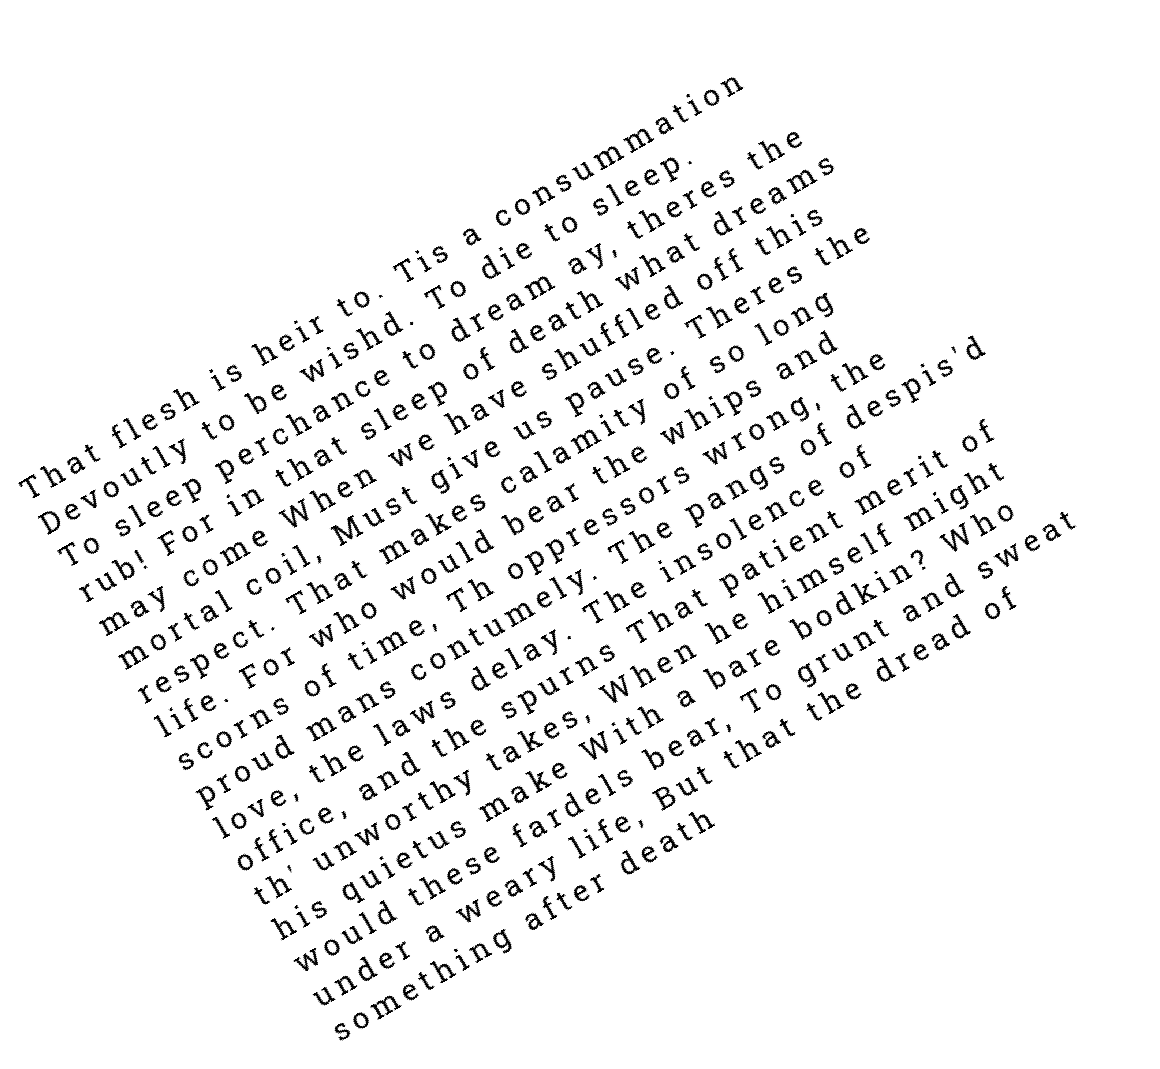 That flesh is heir to. Tis a consummation
Devoutly to be wishd. To die to sleep.
To sleep perchance to dream ay, theres the
rub! For in that sleep of death what dreams
may come When we have shuffled off this
mortal coil, Must give us pause. Theres the
respect. That makes calamity of so long
life. For who would bear the whips and
scorns of time, Th oppressors wrong, the
proud mans contumely. The pangs of despis'd
love, the laws delay. The insolence of
office, and the spurns That patient merit of
th' unworthy takes, When he himself might
his quietus make With a bare bodkin? Who
would these fardels bear, To grunt and sweat
under a weary life, But that the dread of
something after death